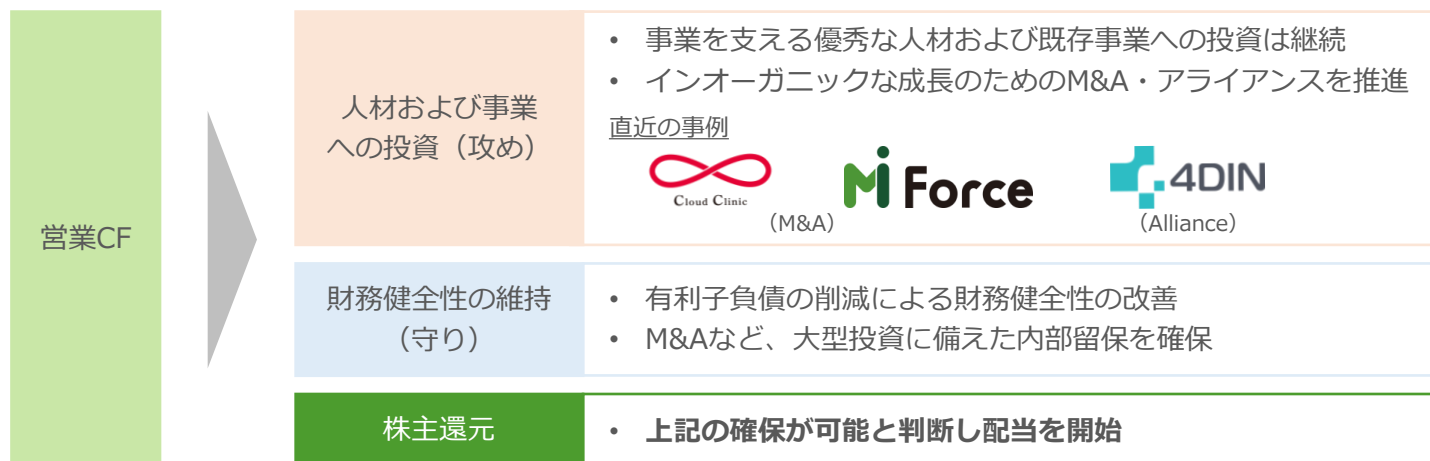 営業CF
人材および事業
への投資（攻め）
• 事業を支える優秀な人材および既存事業への投資は継続
• インオーガニックな成長のためのM&A・アライアンスを推進
直近の事例
Cloud Clinic
Mi Force
4DIN
（M&A）
（Alliance）
財務健全性の維持
（守り）
• 有利子負債の削減による財務健全性の改善
• M&Aなど、大型投資に備えた内部留保を確保
株主還元
• 上記の確保が可能と判断し配当を開始